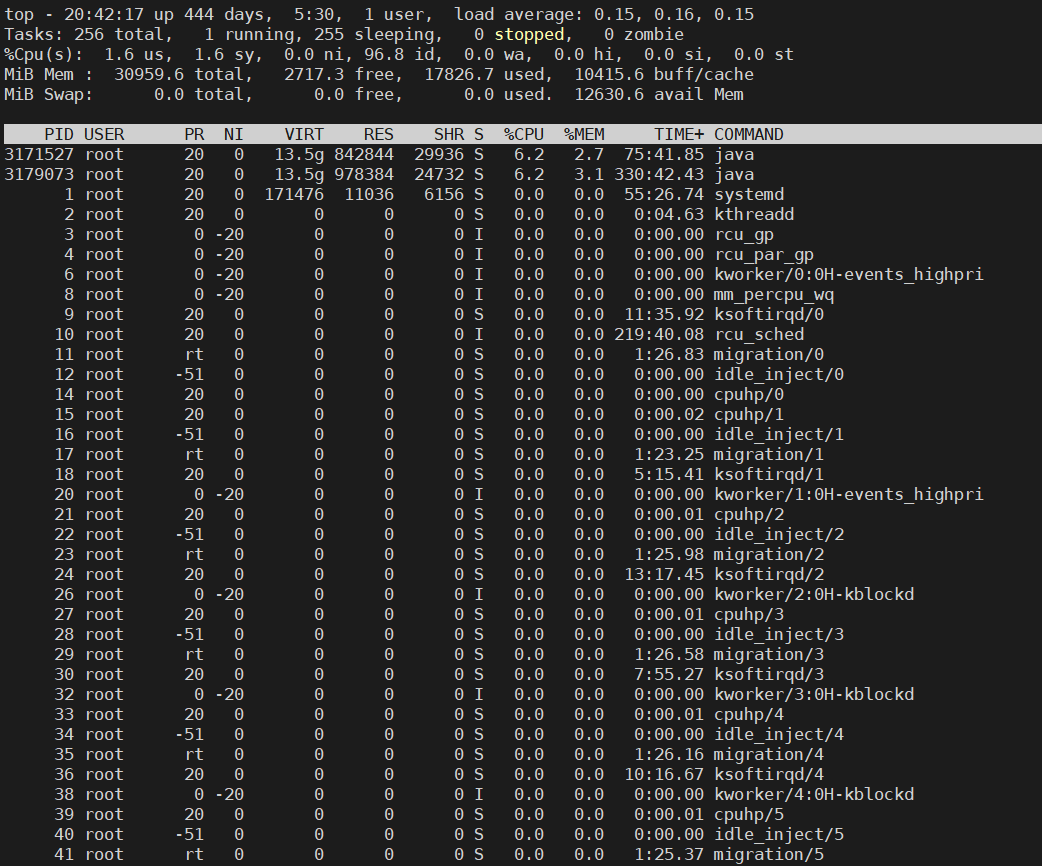 top - 20:42:17 up 444 days,  5:30,  1 user,  load average: 0.15, 0.16, 0.15
Tasks: 256 total,   1 running, 255 sleeping,   0 stopped,   0 zombie
%Cpu(s):  1.6 us,  1.6 sy,  0.0 ni, 96.8 id,  0.0 wa,  0.0 hi,  0.0 si,  0.0 st
MiB Mem :  30959.6 total,   2717.3 free,  17826.7 used,  10415.6 buff/cache
MiB Swap:      0.0 total,      0.0 free,      0.0 used.  12630.6 avail Mem
    PID USER      PR  NI    VIRT    RES    SHR S  %CPU  %MEM     TIME+ COMMAND
3171527 root      20   0   13.5g 842844  29936 S   6.2   2.7  75:41.85 java
3179073 root      20   0   13.5g 978384  24732 S   6.2   3.1 330:42.43 java
      1 root      20   0  171476  11036   6156 S   0.0   0.0  55:26.74 systemd
      2 root      20   0       0      0      0 S   0.0   0.0   0:04.63 kthreadd
      3 root       0 -20       0      0      0 I   0.0   0.0   0:00.00 rcu_gp
      4 root       0 -20       0      0      0 I   0.0   0.0   0:00.00 rcu_par_gp
      6 root       0 -20       0      0      0 I   0.0   0.0   0:00.00 kworker/0:0H-events_highpri
      8 root       0 -20       0      0      0 I   0.0   0.0   0:00.00 mm_percpu_wq
      9 root      20   0       0      0      0 S   0.0   0.0  11:35.92 ksoftirqd/0
     10 root      20   0       0      0      0 I   0.0   0.0 219:40.08 rcu_sched
     11 root      rt   0       0      0      0 S   0.0   0.0   1:26.83 migration/0
     12 root     -51   0       0      0      0 S   0.0   0.0   0:00.00 idle_inject/0
     14 root      20   0       0      0      0 S   0.0   0.0   0:00.00 cpuhp/0
     15 root      20   0       0      0      0 S   0.0   0.0   0:00.02 cpuhp/1
     16 root     -51   0       0      0      0 S   0.0   0.0   0:00.00 idle_inject/1
     17 root      rt   0       0      0      0 S   0.0   0.0   1:23.25 migration/1
     18 root      20   0       0      0      0 S   0.0   0.0   5:15.41 ksoftirqd/1
     20 root       0 -20       0      0      0 I   0.0   0.0   0:00.00 kworker/1:0H-events_highpri
     21 root      20   0       0      0      0 S   0.0   0.0   0:00.01 cpuhp/2
     22 root     -51   0       0      0      0 S   0.0   0.0   0:00.00 idle_inject/2
     23 root      rt   0       0      0      0 S   0.0   0.0   1:25.98 migration/2
     24 root      20   0       0      0      0 S   0.0   0.0  13:17.45 ksoftirqd/2
     26 root       0 -20       0      0      0 I   0.0   0.0   0:00.00 kworker/2:0H-kblockd
     27 root      20   0       0      0      0 S   0.0   0.0   0:00.01 cpuhp/3
     28 root     -51   0       0      0      0 S   0.0   0.0   0:00.00 idle_inject/3
     29 root      rt   0       0      0      0 S   0.0   0.0   1:26.58 migration/3
     30 root      20   0       0      0      0 S   0.0   0.0   7:55.27 ksoftirqd/3
     32 root       0 -20       0      0      0 I   0.0   0.0   0:00.00 kworker/3:0H-kblockd
     33 root      20   0       0      0      0 S   0.0   0.0   0:00.01 cpuhp/4
     34 root     -51   0       0      0      0 S   0.0   0.0   0:00.00 idle_inject/4
     35 root      rt   0       0      0      0 S   0.0   0.0   1:26.16 migration/4
     36 root      20   0       0      0      0 S   0.0   0.0  10:16.67 ksoftirqd/4
     38 root       0 -20       0      0      0 I   0.0   0.0   0:00.00 kworker/4:0H-kblockd
     39 root      20   0       0      0      0 S   0.0   0.0   0:00.01 cpuhp/5
     40 root     -51   0       0      0      0 S   0.0   0.0   0:00.00 idle_inject/5
     41 root      rt   0       0      0      0 S   0.0   0.0   1:25.37 migration/5